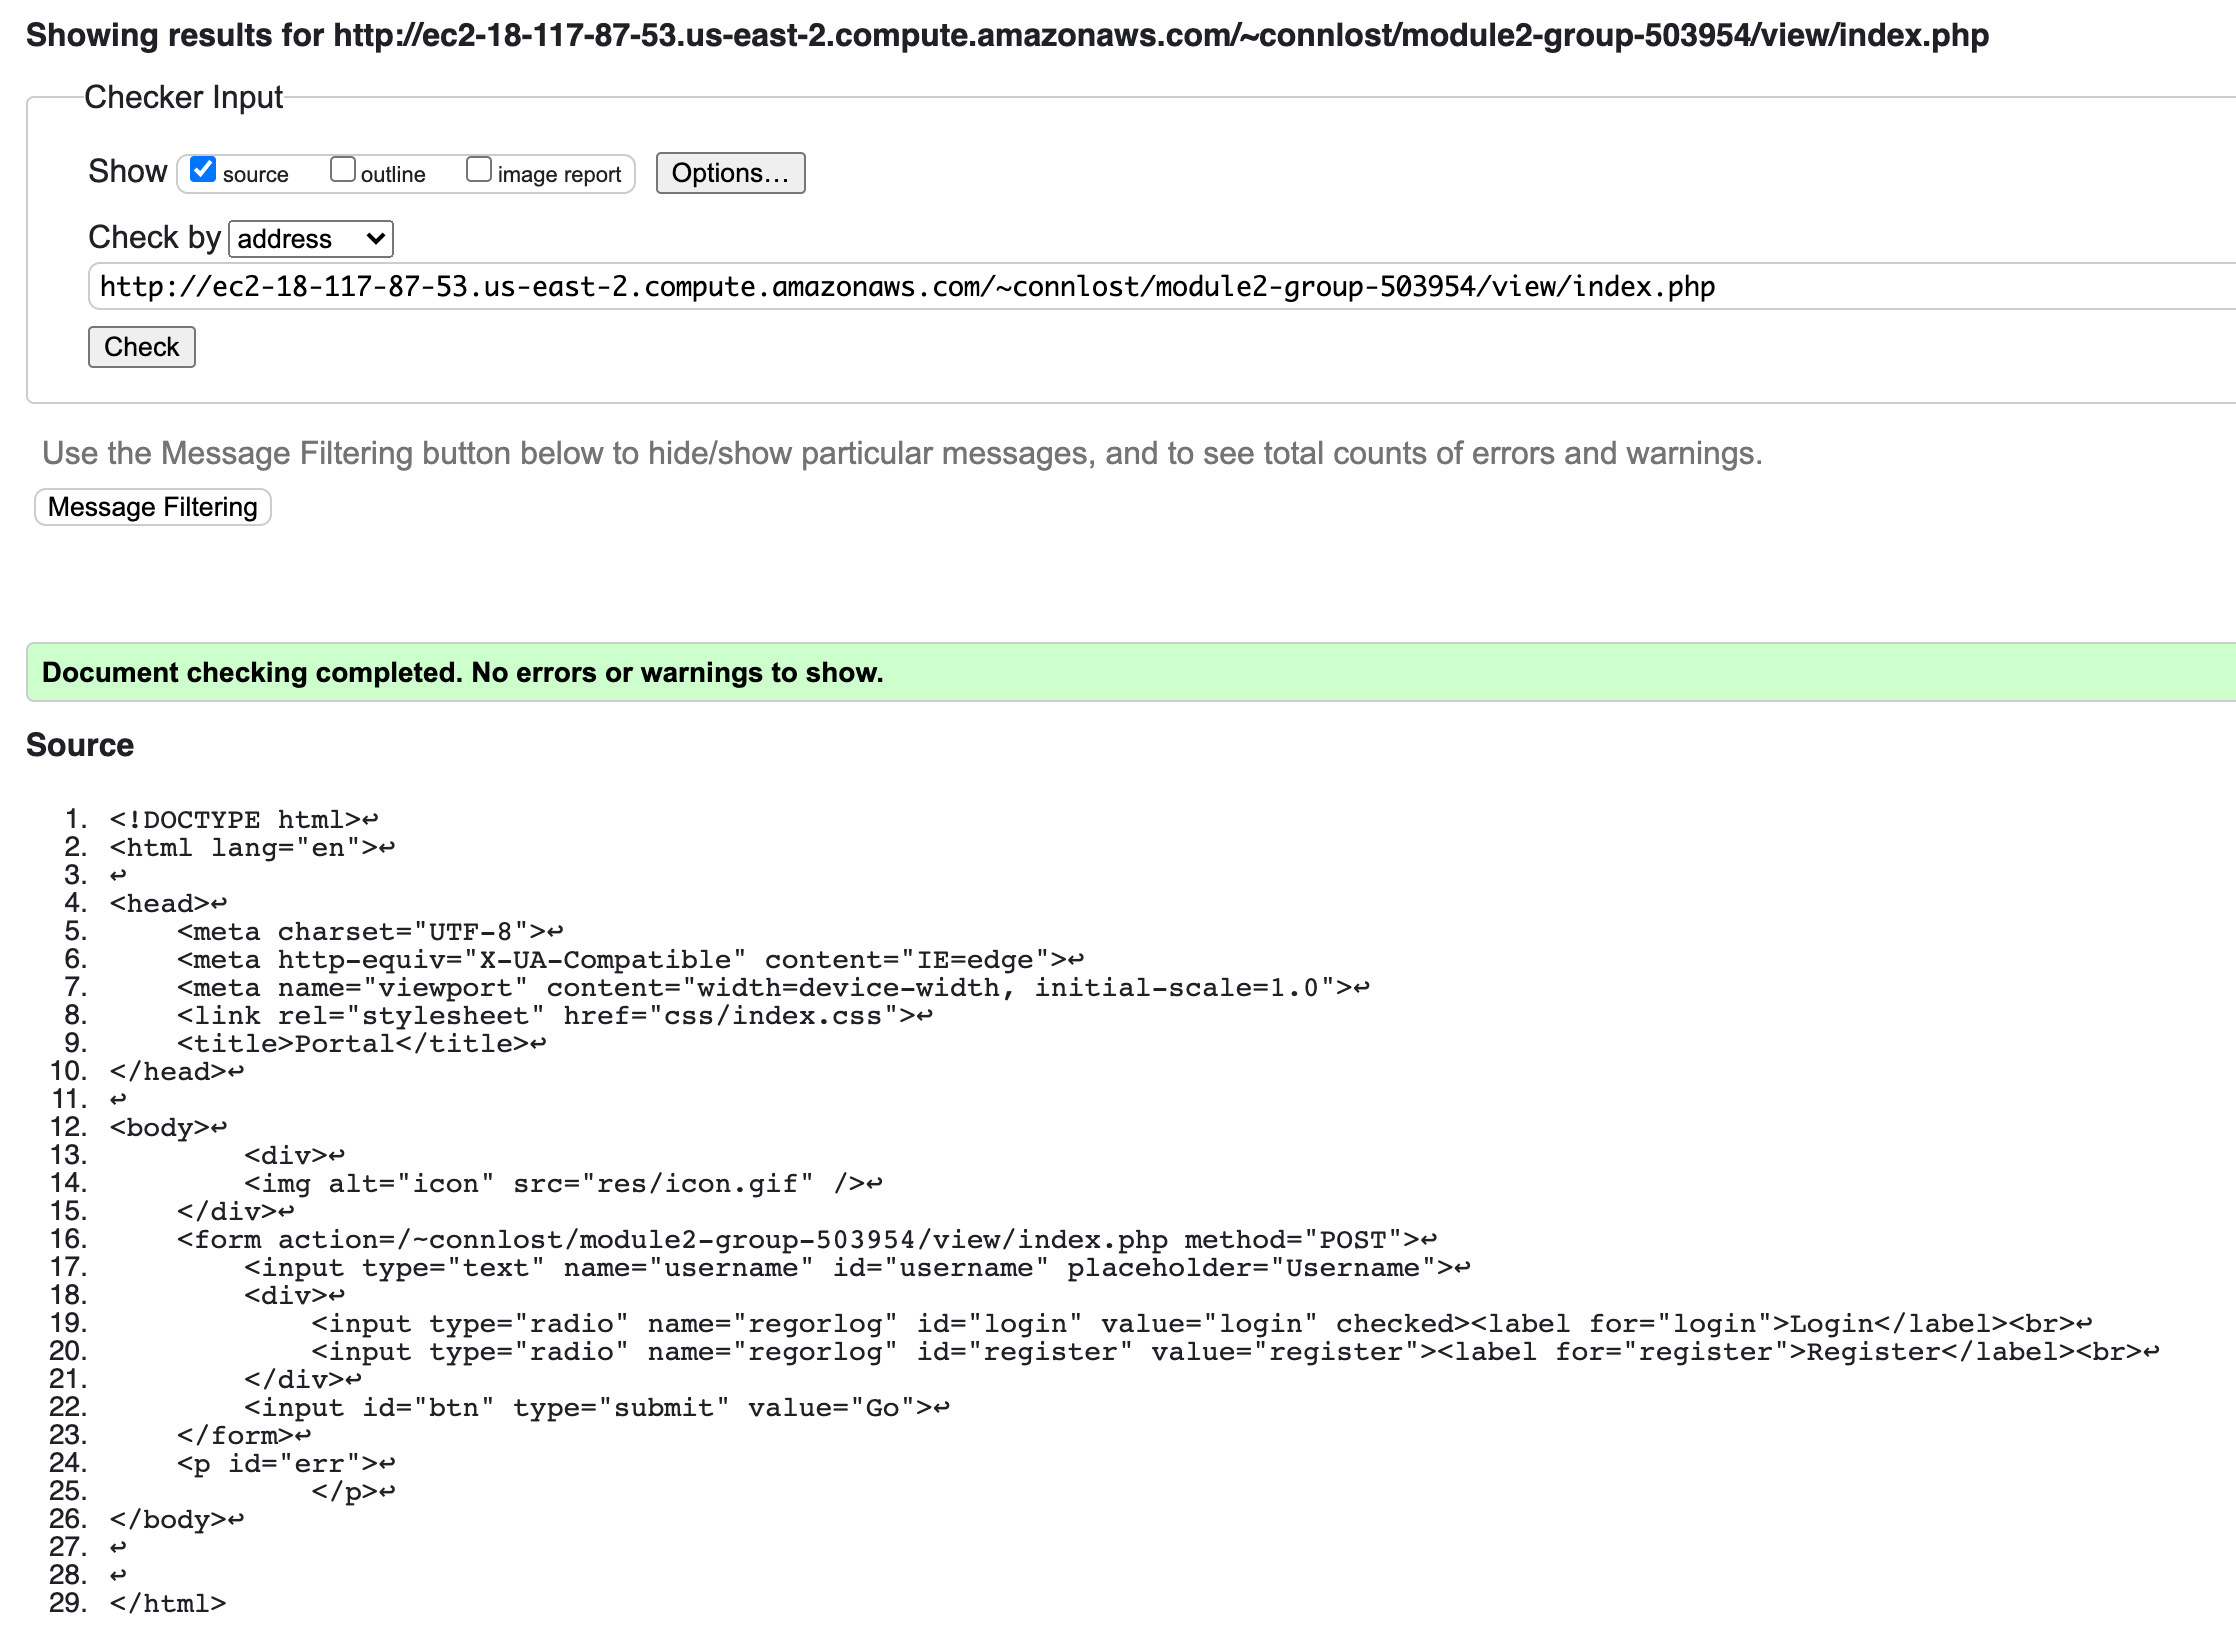 Showing results for http://ec2-18-117-87-53.us-east-2.compute.amazonaws.com/~connlost/module2-group-503954/view/index.php
Checker Input
Show source outline image report Options...
Check by address
http://ec2-18-117-87-53.us-east-2.compute.amazonaws.com/~connlost/module2-group-503954/view/index.php
Check
Use the Message Filtering button below to hide/show particular messages, and to see total counts of errors and warnings.
Message Filtering
Document checking completed. No errors or warnings to show.
Source
1. <!DOCTYPE html>↩
2. <html lang="en">↩
3. ↩
4. <head>↩
5.     <meta charset="UTF-8">↩
6.     <meta http-equiv="X-UA-Compatible" content="IE=edge">↩
7.     <meta name="viewport" content="width=device-width, initial-scale=1.0">↩
8.     <link rel="stylesheet" href="css/index.css">↩
9.     <title>Portal</title>↩
10. </head>↩
11. ↩
12. <body>↩
13.         <div>↩
14.         <img alt="icon" src="res/icon.gif" />↩
15.     </div>↩
16.     <form action=/~connlost/module2-group-503954/view/index.php method="POST">↩
17.         <input type="text" name="username" id="username" placeholder="Username">↩
18.         <div>↩
19.             <input type="radio" name="regorlog" id="login" value="login" checked><label for="login">Login</label><br>↩
20.             <input type="radio" name="regorlog" id="register" value="register"><label for="register">Register</label><br>↩
21.         </div>↩
22.         <input id="btn" type="submit" value="Go">↩
23.     </form>↩
24.     <p id="err">↩
25.             </p>↩
26. </body>↩
27. ↩
28. ↩
29. </html>